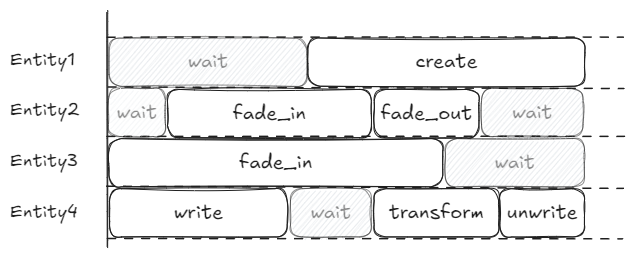 Entity1 wait create
Entity2 wait fade_in fade_out wait
Entity3 fade_in wait
Entity4 write wait transform unwrite